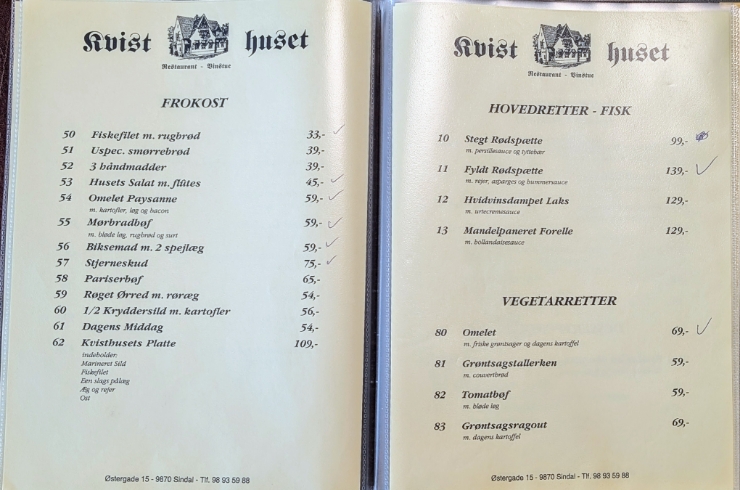 Kvist huset
Restaurant - Vinstue
FROKOST
50 Fiskefilet m. rugbrød 33,-
51 Uspec. smørrebrød 39,-
52 3 håndmadder 39,-
53 Husets Salat m. flûtes 45,-
54 Omelet Paysanne 59,-
m. kartofler, løg og bacon
55 Mørbradbøf 59,-
m. bløde løg, rugbrød og surt
56 Biksemad m. 2 spejlæg 59,-
57 Stjerneskud 75,-
58 Pariserbøf 65,-
59 Røget Ørred m. røræg 54,-
60 1/2 Kryddersild m. kartofler 56,-
61 Dagens Middag 54,-
62 Kvisthusets Platte 109,-
indeholder:
Marineret Sild
Fiskefilet
Een slags pålæg
Æg og rejer
Ost
Østergade 15 - 9870 Sindal - Tlf. 98 93 59 88
Kvist huset
Restaurant - Vinstue
HOVEDRETTER - FISK
10 Stegt Rødspætte 99,-
m. persillesauce og tyttebær
11 Fyldt Rødspætte 139,-
m. rejer, asparges og hummersauce
12 Hvidvinsdampet Laks 129,-
m. urtecremesauce
13 Mandelpaneret Forelle 129,-
m. hollandaisesauce
VEGETARRETTER
80 Omelet 69,-
m. friske grøntsager og dagens kartoffel
81 Grøntsagstallerken 59,-
m. couvertbrød
82 Tomatbøf 59,-
m. bløde løg
83 Grøntsagsragout 69,-
m. dagens kartoffel
Østergade 15 - 9870 Sindal - Tlf. 98 93 59 88